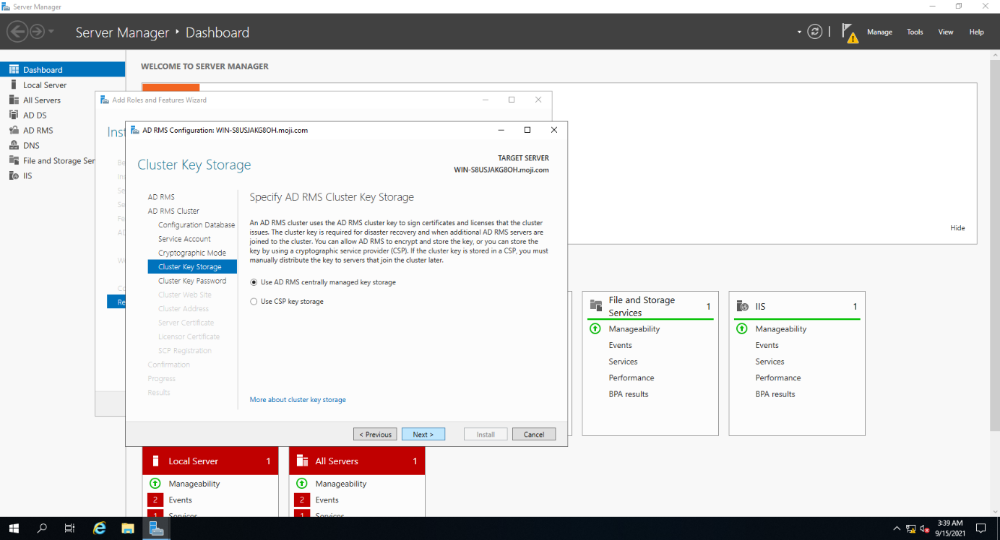 Server Manager
Server Manager • Dashboard
Manage Tools View Help
Dashboard
Local Server
All Servers
AD DS
AD RMS
DNS
File and Storage Ser
IIS
WELCOME TO SERVER MANAGER
Hide
Add Roles and Features Wizard
Inst
Be
In
Se
Se
Fe
AD
W
Co
Re
AD RMS Configuration: WIN-S8USJAKG8OH.moji.com
Cluster Key Storage
TARGET SERVER
WIN-S8USJAKG8OH.moji.com
AD RMS
AD RMS Cluster
Configuration Database
Service Account
Cryptographic Mode
Cluster Key Storage
Cluster Key Password
Cluster Web Site
Cluster Address
Server Certificate
Licensor Certificate
SCP Registration
Confirmation
Progress
Results
Specify AD RMS Cluster Key Storage
An AD RMS cluster uses the AD RMS cluster key to sign certificates and licenses that the cluster
issues. The cluster key is required for disaster recovery and when additional AD RMS servers are
joined to the cluster. You can allow AD RMS to encrypt and store the key, or you can store the
key by using a cryptographic service provider (CSP). If the cluster key is stored in a CSP, you must
manually distribute the key to servers that join the cluster later.
Use AD RMS centrally managed key storage
Use CSP key storage
More about cluster key storage
< Previous Next > Install Cancel
File and Storage
Services 1
Manageability
Events
Services
Performance
BPA results
IIS 1
Manageability
Events
Services
Performance
BPA results
Local Server 1
Manageability
2 Events
1 Services
All Servers 1
Manageability
2 Events
1 Services
3:39 AM
9/15/2021